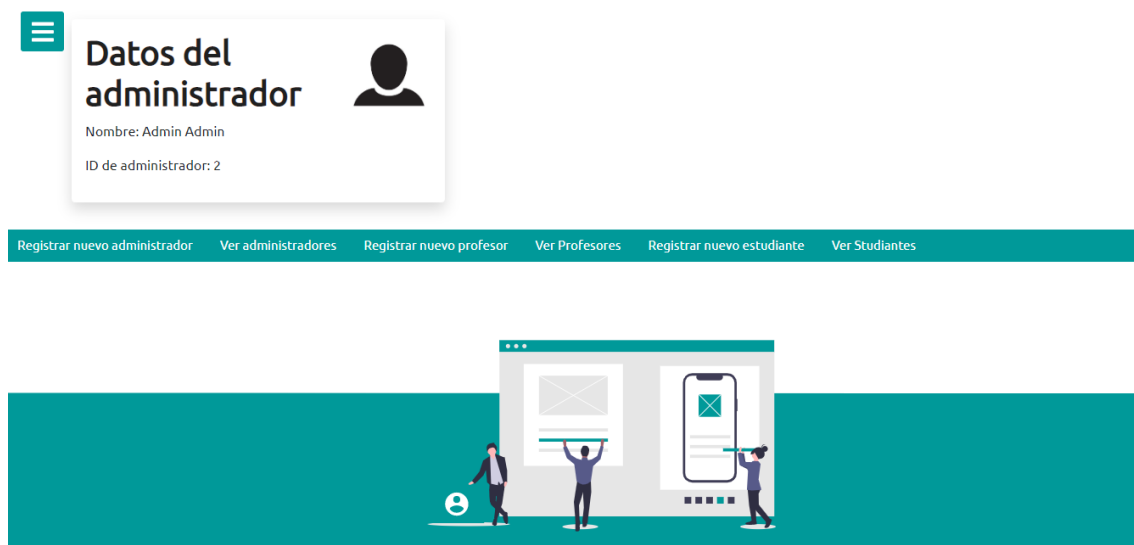 Datos del
administrador
Nombre: Admin Admin
ID de administrador: 2
Registrar nuevo administrador Ver administradores Registrar nuevo profesor Ver Profesores Registrar nuevo estudiante Ver Studiantes